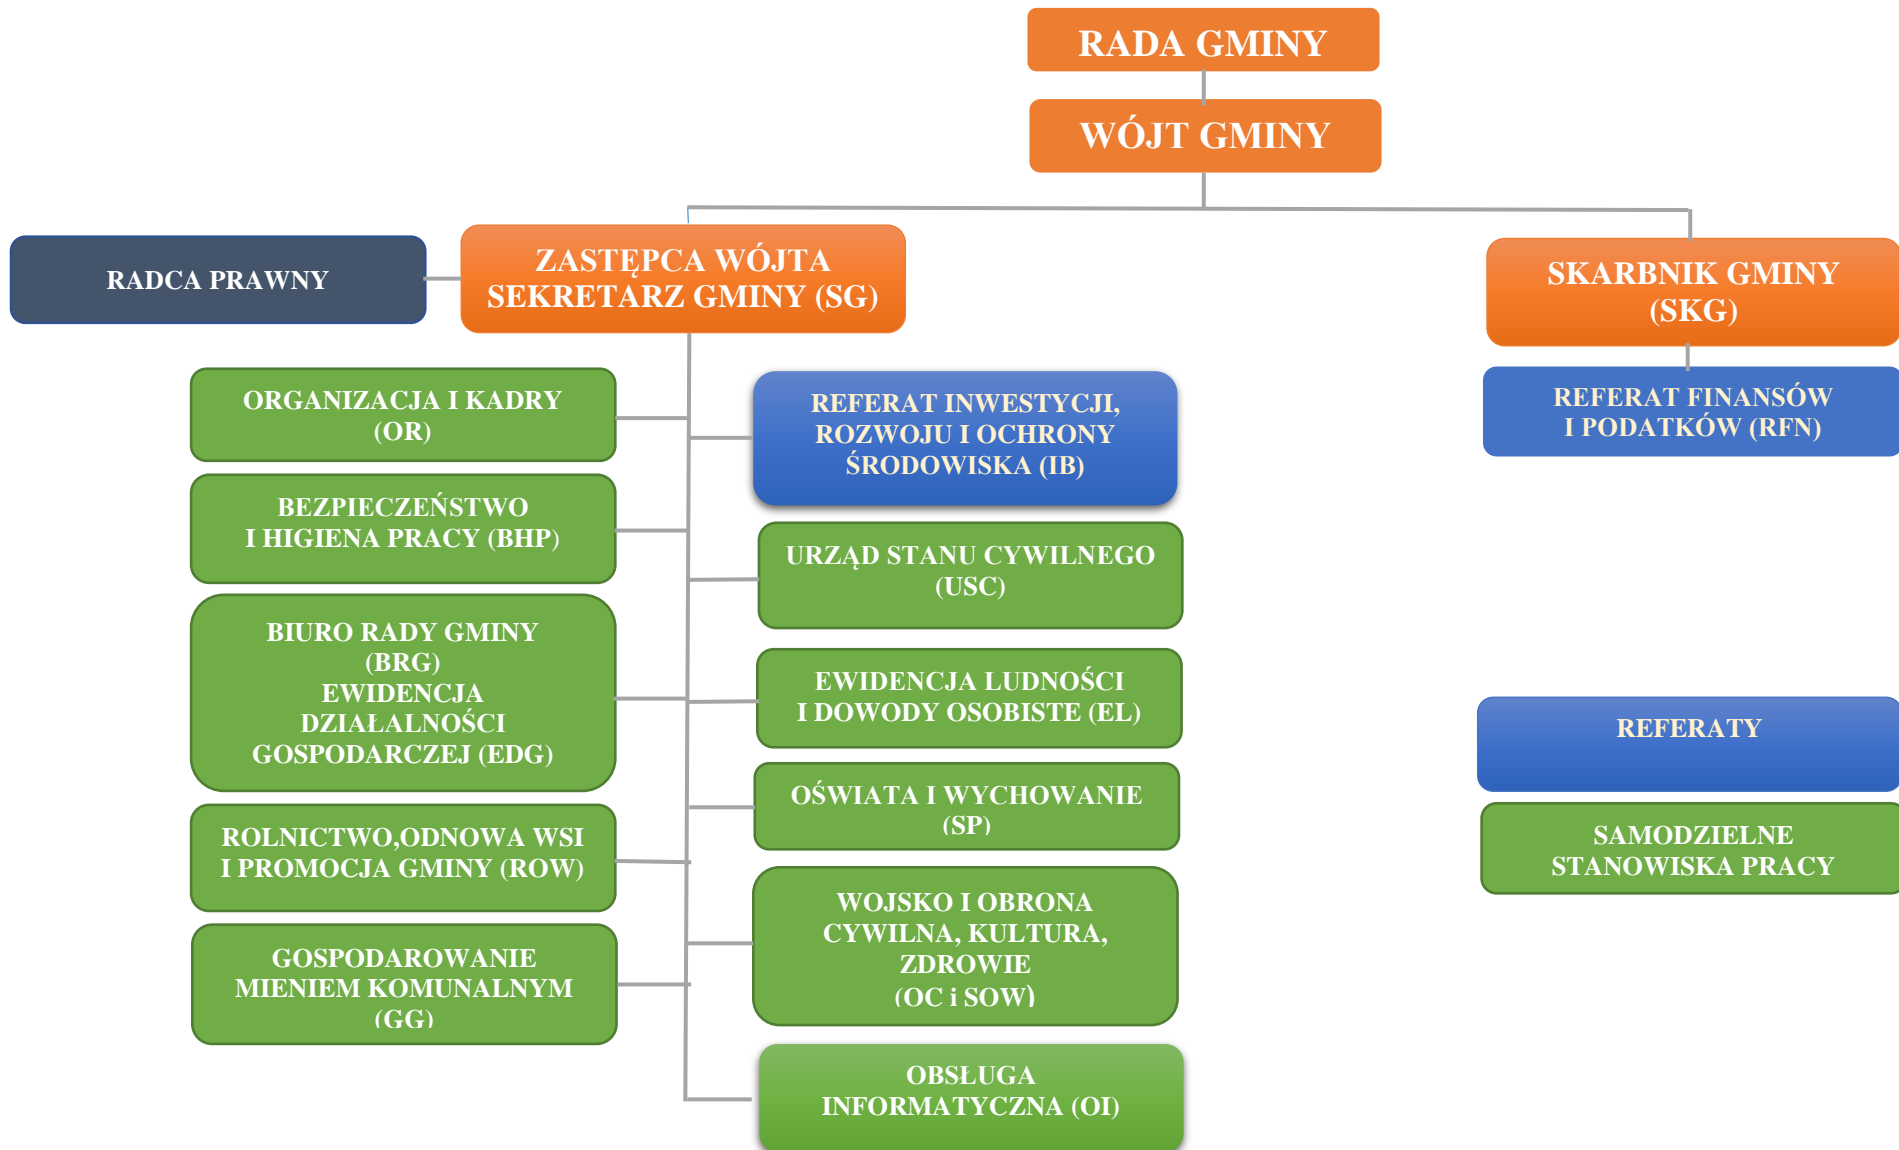 RADA GMINY
WÓJT GMINY
RADCA PRAWNY
ZASTĘPCA WÓJTA
SEKRETARZ GMINY (SG)
SKARBNIK GMINY
(SKG)
ORGANIZACJA I KADRY
(OR)
BEZPIECZEŃSTWO
I HIGIENA PRACY (BHP)
BIURO RADY GMINY
(BRG)
EWIDENCJA
DZIAŁALNOŚCI
GOSPODARCZEJ (EDG)
ROLNICTWO,ODNOWA WSI
I PROMOCJA GMINY (ROW)
GOSPODAROWANIE
MIENIEM KOMUNALNYM
(GG)
REFERAT INWESTYCJI,
ROZWOJU I OCHRONY
ŚRODOWISKA (IB)
URZĄD STANU CYWILNEGO
(USC)
EWIDENCJA LUDNOŚCI
I DOWODY OSOBISTE (EL)
OŚWIATA I WYCHOWANIE
(SP)
WOJSKO I OBRONA
CYWILNA, KULTURA,
ZDROWIE
(OC i SOW)
OBSŁUGA
INFORMATYCZNA (OI)
REFERAT FINANSÓW
I PODATKÓW (RFN)
REFERATY
SAMODZIELNE
STANOWISKA PRACY